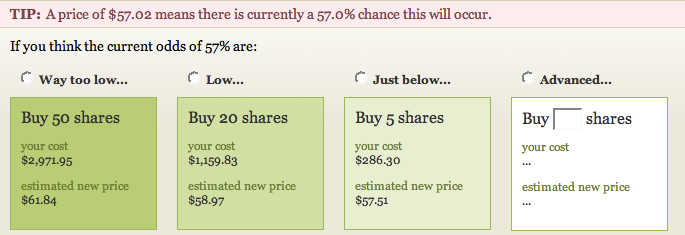 TIP: A price of $57.02 means there is currently a 57.0% chance this will occur.
If you think the current odds of 57% are:
Way too low...
Low...
Just below...
Advanced...
Buy 50 shares
your cost
$2,971.95
estimated new price
$61.84
Buy 20 shares
your cost
$1,159.83
estimated new price
$58.97
Buy 5 shares
your cost
$286.30
estimated new price
$57.51
Buy shares
your cost
...
estimated new price
...